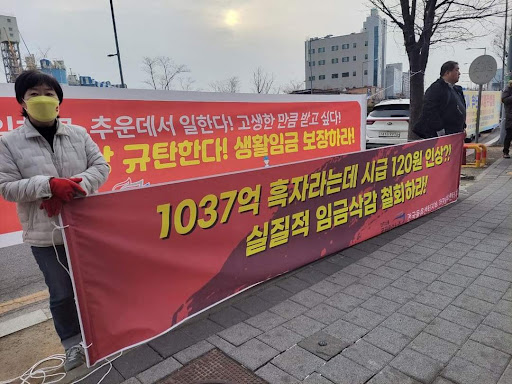 추운데서 일한다! 고생한 만큼 받고 싶다!
규탄한다! 생활임금 보장하라!
1037억 흑자라는데 시급 120원 인상?!
실질적 임금삭감 철회하라!